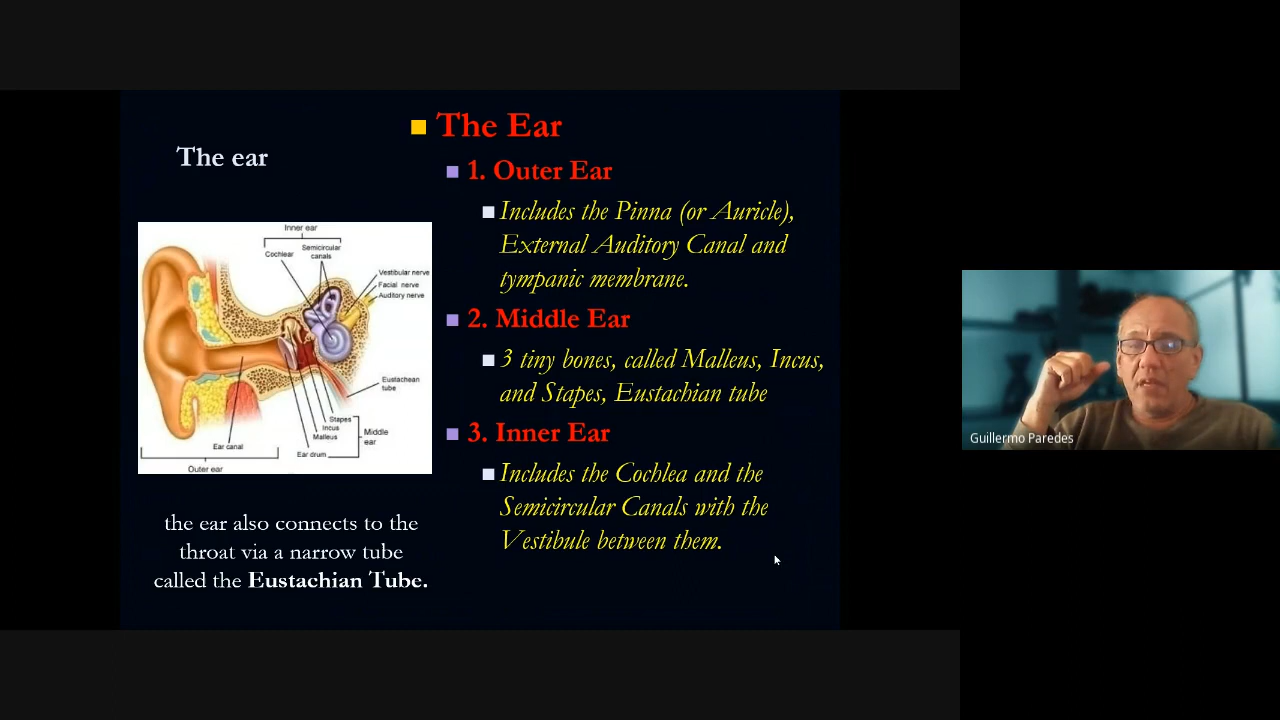 The ear
Inner ear
Cochlear
Semicircular
canals
Vestibular nerve
Facial nerve
Auditory nerve
Eustachean
tube
Stapes
Incus
Malleus
Middle
ear
Ear drum
Ear canal
Outer ear
the ear also connects to the
throat via a narrow tube
called the Eustachian Tube.
The Ear
1. Outer Ear
Includes the Pinna (or Auricle),
External Auditory Canal and
tympanic membrane.
2. Middle Ear
3 tiny bones, called Malleus, Incus,
and Stapes, Eustachian tube
3. Inner Ear
Includes the Cochlea and the
Semicircular Canals with the
Vestibule between them.
Guillermo Paredes